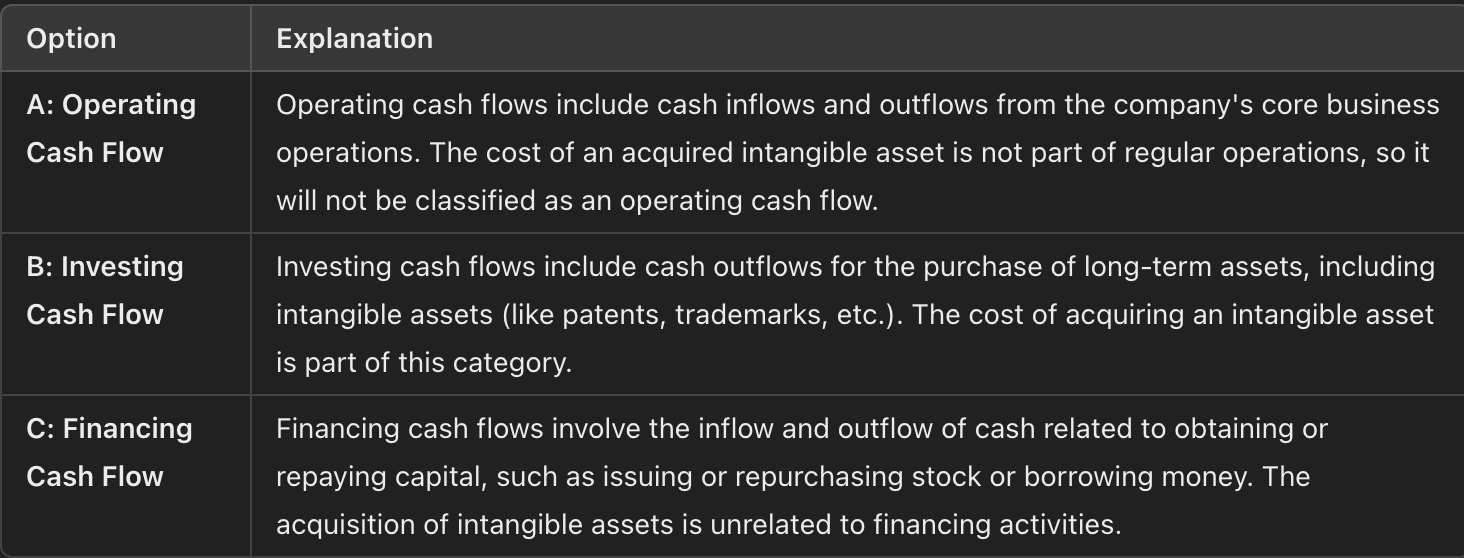 Option
Explanation
A: Operating
Cash Flow
Operating cash flows include cash inflows and outflows from the company's core business
operations. The cost of an acquired intangible asset is not part of regular operations, so it
will not be classified as an operating cash flow.
B: Investing
Cash Flow
Investing cash flows include cash outflows for the purchase of long-term assets, including
intangible assets (like patents, trademarks, etc.). The cost of acquiring an intangible asset
is part of this category.
C: Financing
Cash Flow
Financing cash flows involve the inflow and outflow of cash related to obtaining or
repaying capital, such as issuing or repurchasing stock or borrowing money. The
acquisition of intangible assets is unrelated to financing activities.